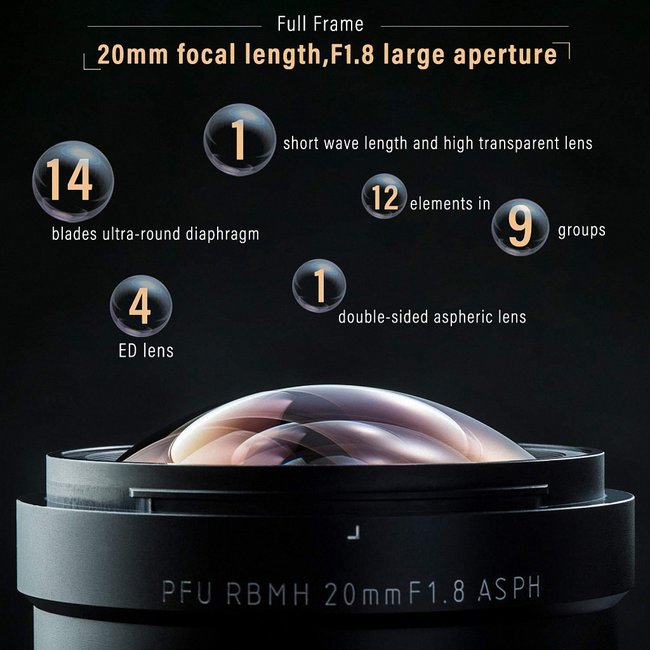 Full Frame
20mm focal length,F1.8 large aperture
1 short wave length and high transparent lens
14
blades ultra-round diaphragm
12 elements in
9 groups
4
ED lens
1
double-sided aspheric lens
PFU RBMH 20mm F1.8 ASPH